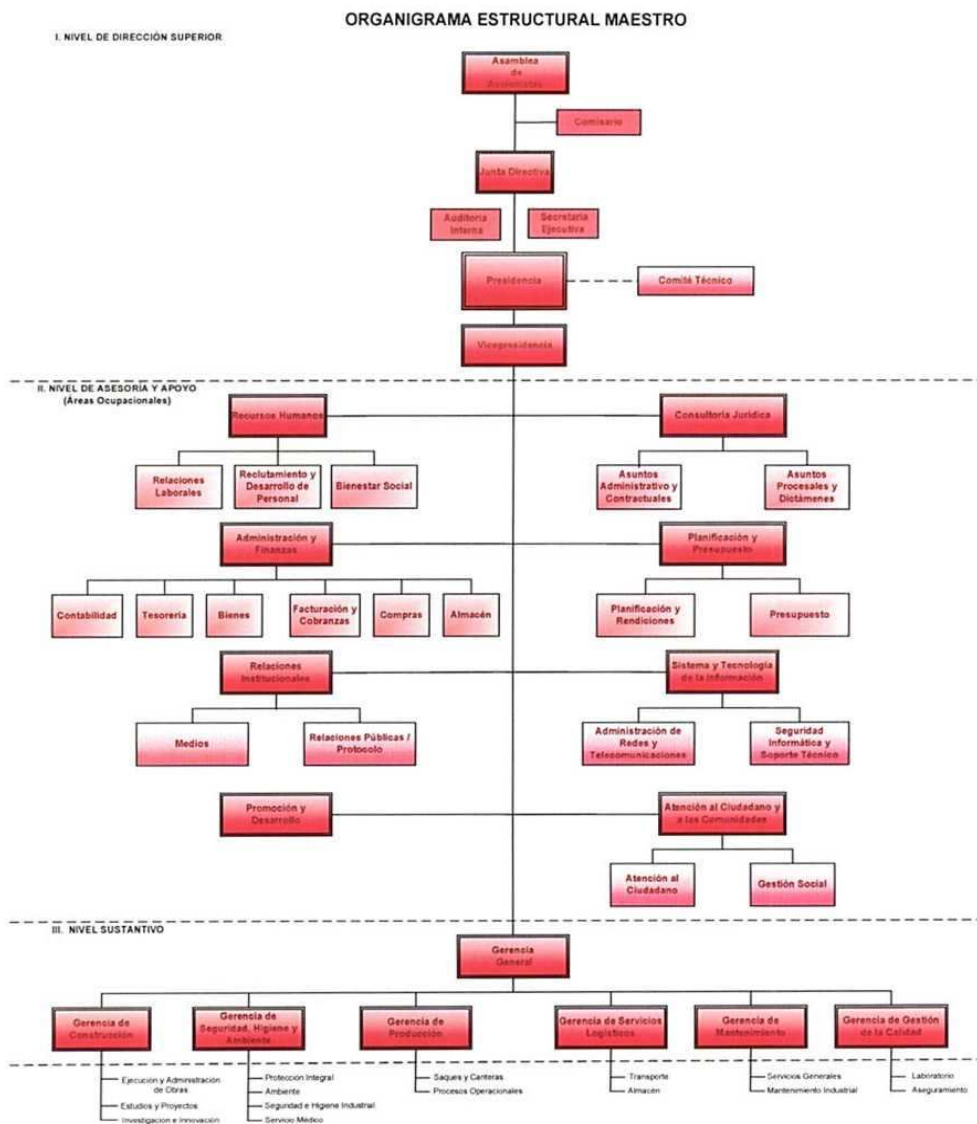 ORGANIGRAMA ESTRUCTURAL MAESTRO
I. NIVEL DE DIRECCIÓN SUPERIOR
Asamblea
de
Accionistas
Comisario
Junta Directiva
Auditoria
Interna
Secretaria
Ejecutiva
Presidencia
Comité Técnico
Vicepresidencia
II. NIVEL DE ASESORÍA Y APOYO
(Áreas Ocupacionales)
Recursos Humanos
Consultoría Jurídica
Relaciones
Laborales
Reclutamiento y
Desarrollo de
Personal
Bienestar Social
Asuntos
Administrativo y
Contractuales
Asuntos
Procesales y
Dictámenes
Administración y
Finanzas
Planificación y
Presupuesto
Contabilidad
Tesorería
Bienes
Facturación y
Cobranzas
Compras
Almacén
Planificación y
Rendiciones
Presupuesto
Relaciones
Institucionales
Sistema y Tecnología
de la Información
Medios
Relaciones Públicas /
Protocolo
Administración de
Redes y
Telecomunicaciones
Seguridad
Informática y
Soporte Técnico
Promoción y
Desarrollo
Atención al Ciudadano y
a las Comunidades
Atención al
Ciudadano
Gestión Social
III. NIVEL SUSTANTIVO
Gerencia
General
Gerencia de
Construcción
Gerencia de
Seguridad, Higiene y
Ambiente
Gerencia de
Producción
Gerencia de Servicios
Logísticos
Gerencia de
Mantenimiento
Gerencia de Gestión
de la Calidad
Ejecución y Administración
de Obras
Estudios y Proyectos
Investigación e Innovación
Protección Integral
Ambiente
Seguridad e Higiene Industrial
Servicio Médico
Saques y Canteras
Procesos Operacionales
Transporte
Almacén
Servicios Generales
Mantenimiento Industrial
Laboratorio
Aseguramiento